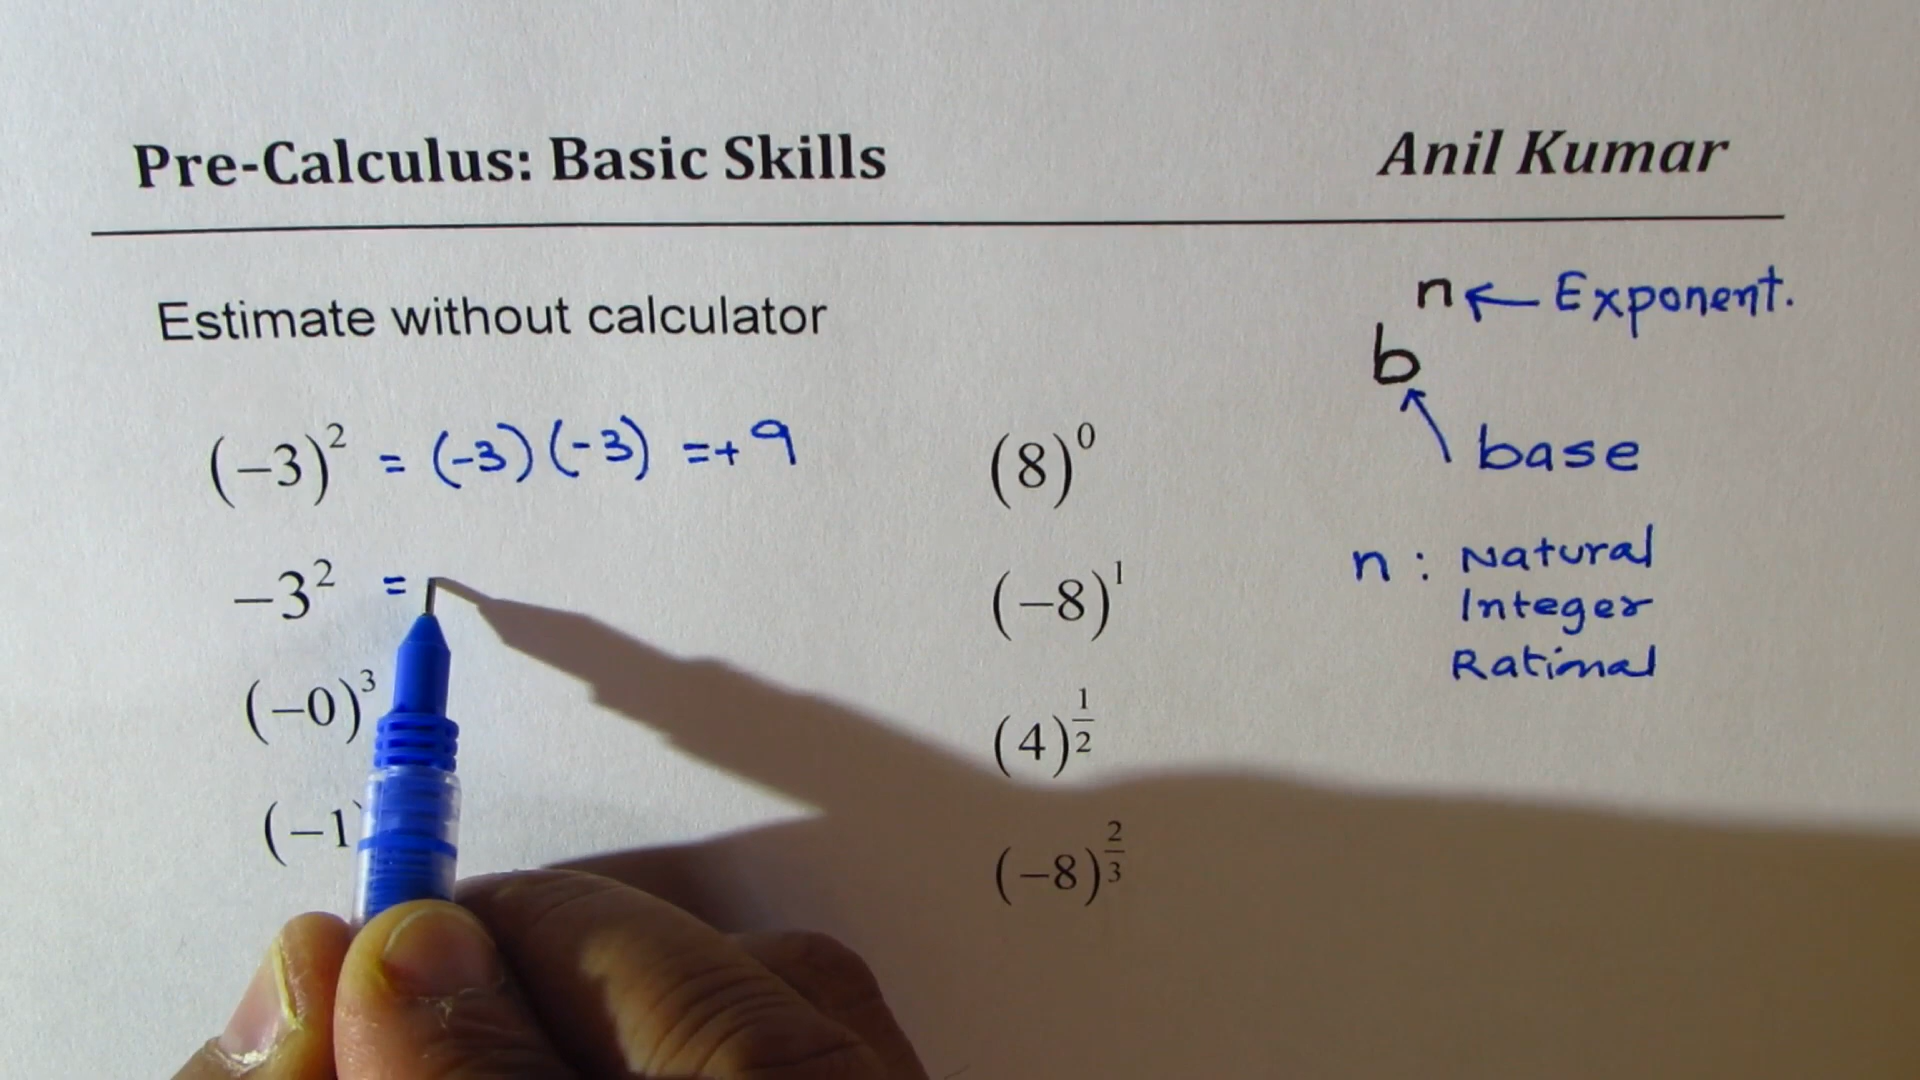 Pre-Calculus: Basic Skills Anil Kumar
Estimate without calculator
n ← Exponent.
b
base
(−3)² = (-3)(-3) = +9
−3² =
(−0)³
(−1
(8)⁰
(−8)¹
(4)^(1/2)
(−8)^(2/3)
n : Natural
Integer
Rational